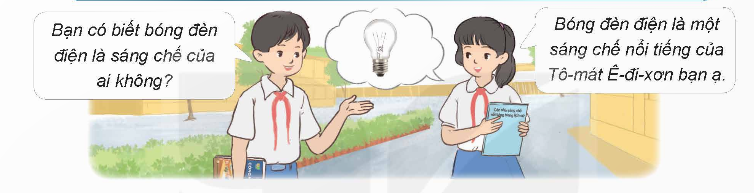 Bạn có biết bóng đèn
điện là sáng chế của
ai không?
Bóng đèn điện là một
sáng chế nổi tiếng của
Tô-mát Ê-đi-xơn bạn ạ.